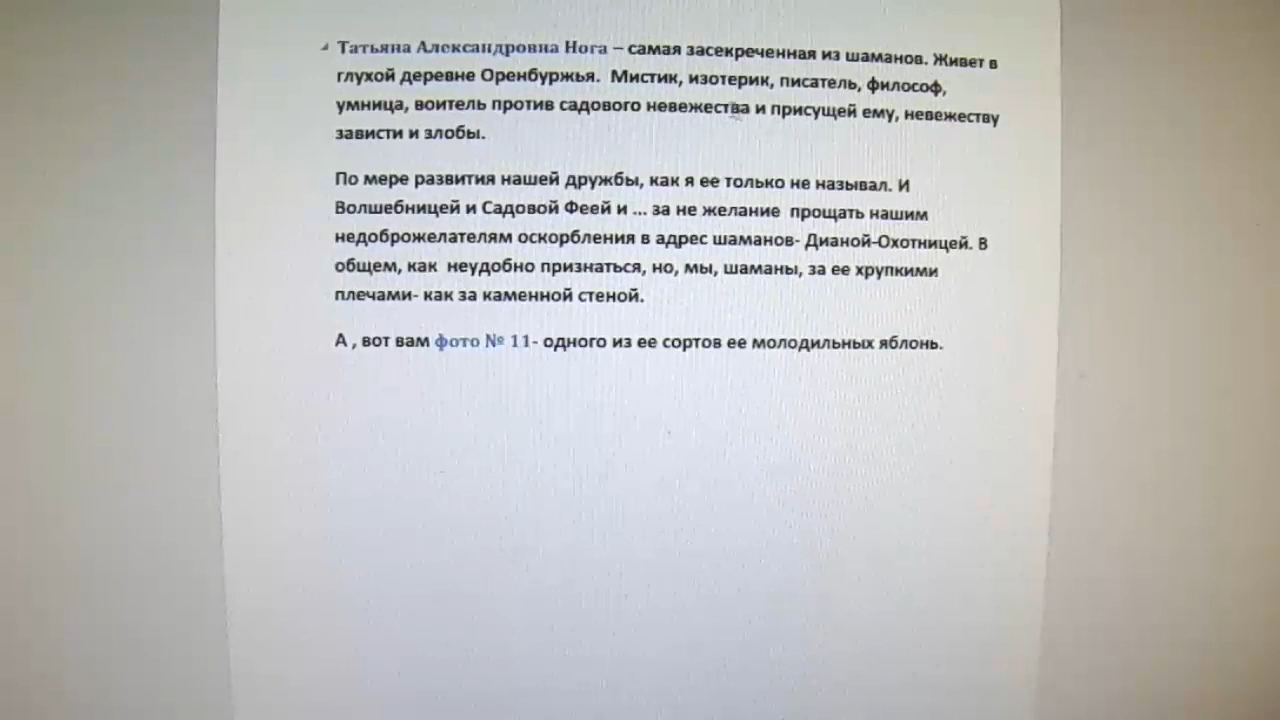 Татьяна Александровна Нога – самая засекреченная из шаманов. Живет в
глухой деревне Оренбуржья.  Мистик, изотерик, писатель, философ,
умница, воитель против садового невежества и присущей ему, невежеству
зависти и злобы.
По мере развития нашей дружбы, как я ее только не называл. И
Волшебницей и Садовой Феей и ... за не желание  прощать нашим
недоброжелателям оскорбления в адрес шаманов- Дианой-Охотницей. В
общем, как  неудобно признаться, но, мы, шаманы, за ее хрупкими
плечами- как за каменной стеной.
А , вот вам фото № 11- одного из ее сортов ее молодильных яблонь.